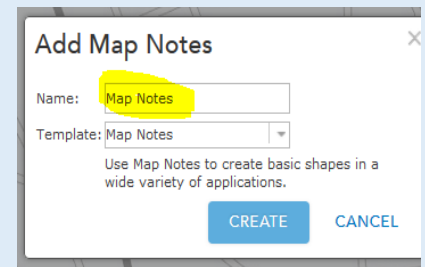 Add Map Notes
Name: Map Notes
Template: Map Notes
Use Map Notes to create basic shapes in a
wide variety of applications.
CREATE CANCEL